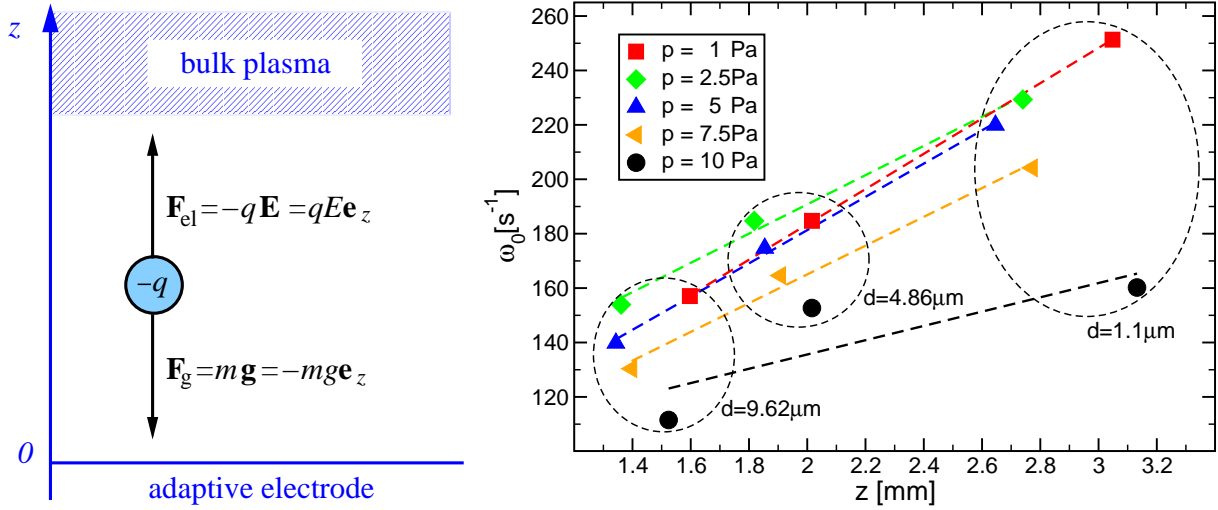 z
bulk plasma
F_el=−qE=qEe_z
−q
F_g=mg=−mge_z
0
adaptive electrode
260
240
220
200
180
160
140
120
ω₀[s⁻¹]
p = 1 Pa
p = 2.5Pa
p = 5 Pa
p = 7.5Pa
p = 10 Pa
d=4.86μm
d=1.1μm
d=9.62μm
1.4 1.6 1.8 2 2.2 2.4 2.6 2.8 3 3.2
z [mm]